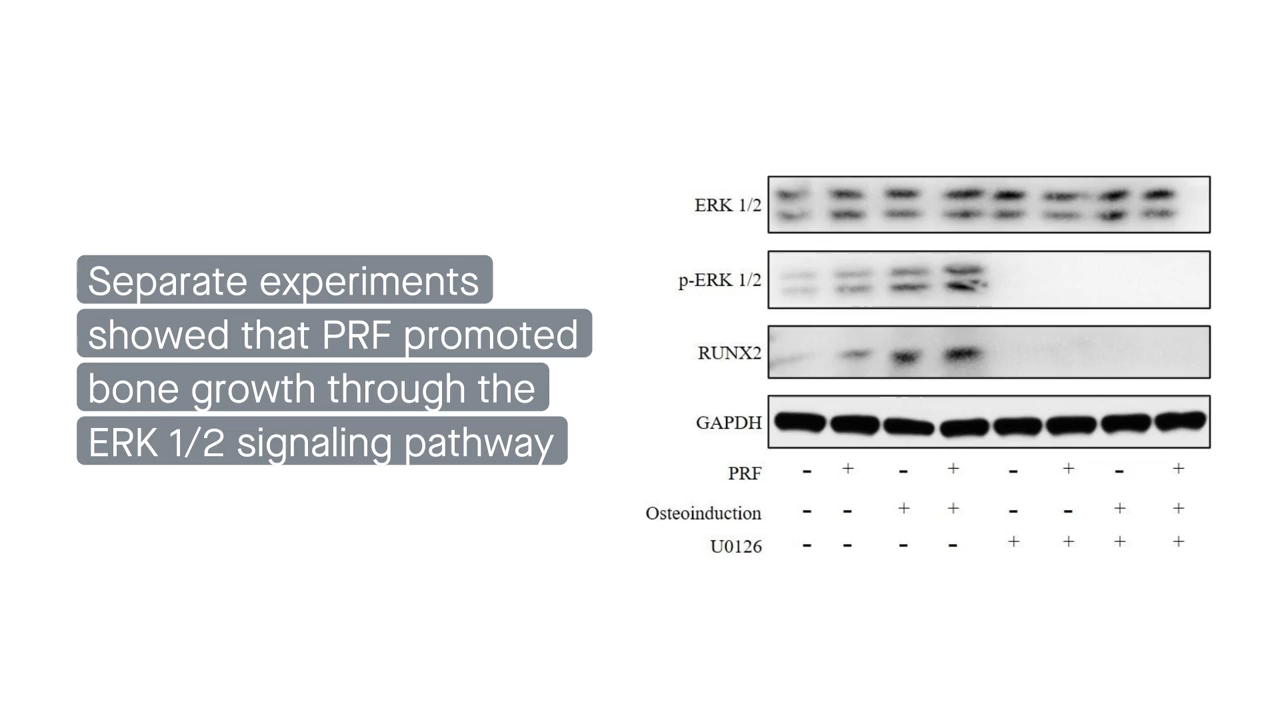 Separate experiments
showed that PRF promoted
bone growth through the
ERK 1/2 signaling pathway
ERK 1/2
p-ERK 1/2
RUNX2
GAPDH
PRF - + - + - + - +
Osteoinduction - - + + - - + +
U0126 - - - - + + + +